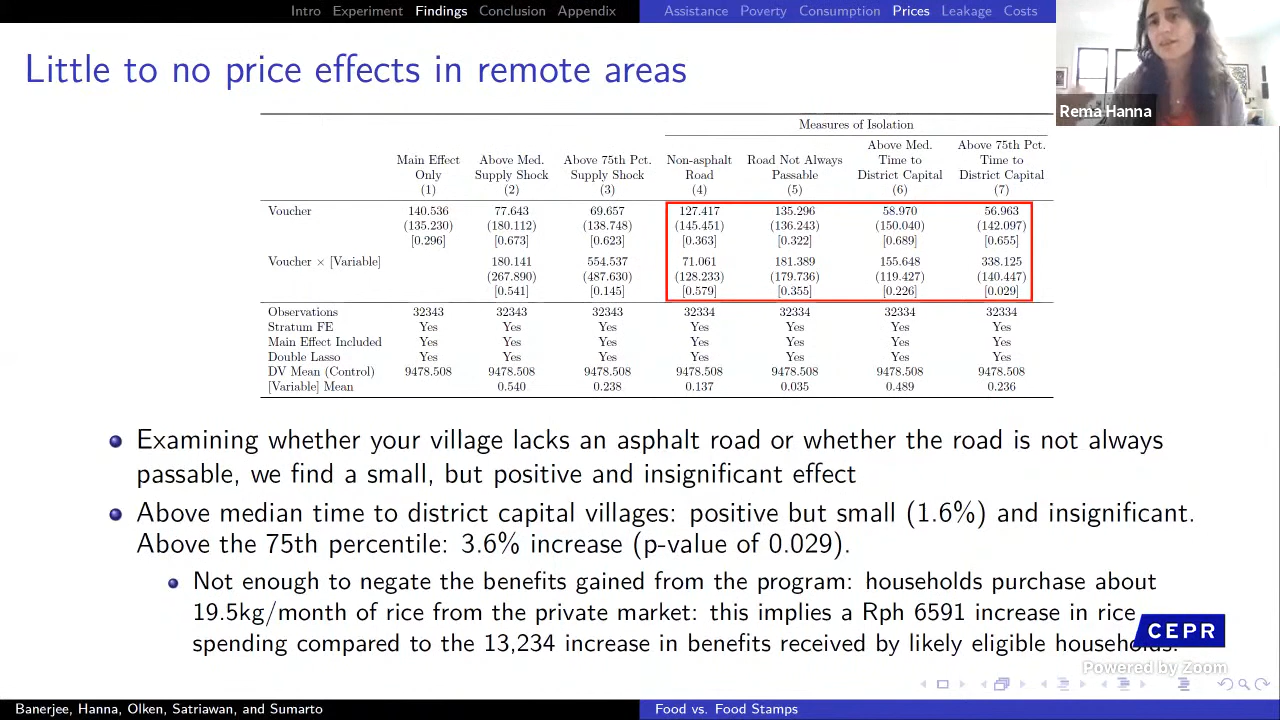 Intro Experiment Findings Conclusion Appendix
Assistance Poverty Consumption Prices Leakage Costs
Little to no price effects in remote areas
Rema Hanna
Measures of Isolation
Main Effect Only (1) Above Med. Supply Shock (2) Above 75th Pct. Supply Shock (3) Non-asphalt Road (4) Road Not Always Passable (5) Above Med. Time to District Capital (6) Above 75th Pct. Time to District Capital (7)
Voucher 140.536 77.643 69.657 127.417 135.296 58.970 56.963
(135.230) (180.112) (138.748) (145.451) (136.243) (150.040) (142.097)
[0.296] [0.673] [0.623] [0.363] [0.322] [0.689] [0.655]
Voucher × [Variable] 180.141 554.537 71.061 181.389 155.648 338.125
(267.890) (487.630) (128.233) (179.736) (119.427) (140.447)
[0.541] [0.145] [0.579] [0.355] [0.226] [0.029]
Observations 32343 32343 32343 32334 32334 32334 32334
Stratum FE Yes Yes Yes Yes Yes Yes Yes
Main Effect Included Yes Yes Yes Yes Yes Yes Yes
Double Lasso Yes Yes Yes Yes Yes Yes Yes
DV Mean (Control) 9478.508 9478.508 9478.508 9478.508 9478.508 9478.508 9478.508
[Variable] Mean 0.540 0.238 0.137 0.035 0.489 0.236
Examining whether your village lacks an asphalt road or whether the road is not always
passable, we find a small, but positive and insignificant effect
Above median time to district capital villages: positive but small (1.6%) and insignificant.
Above the 75th percentile: 3.6% increase (p-value of 0.029).
Not enough to negate the benefits gained from the program: households purchase about
19.5kg/month of rice from the private market: this implies a Rph 6591 increase in rice
spending compared to the 13,234 increase in benefits received by likely eligible households.
CEPR
Powered by Zoom
Banerjee, Hanna, Olken, Satriawan, and Sumarto
Food vs. Food Stamps